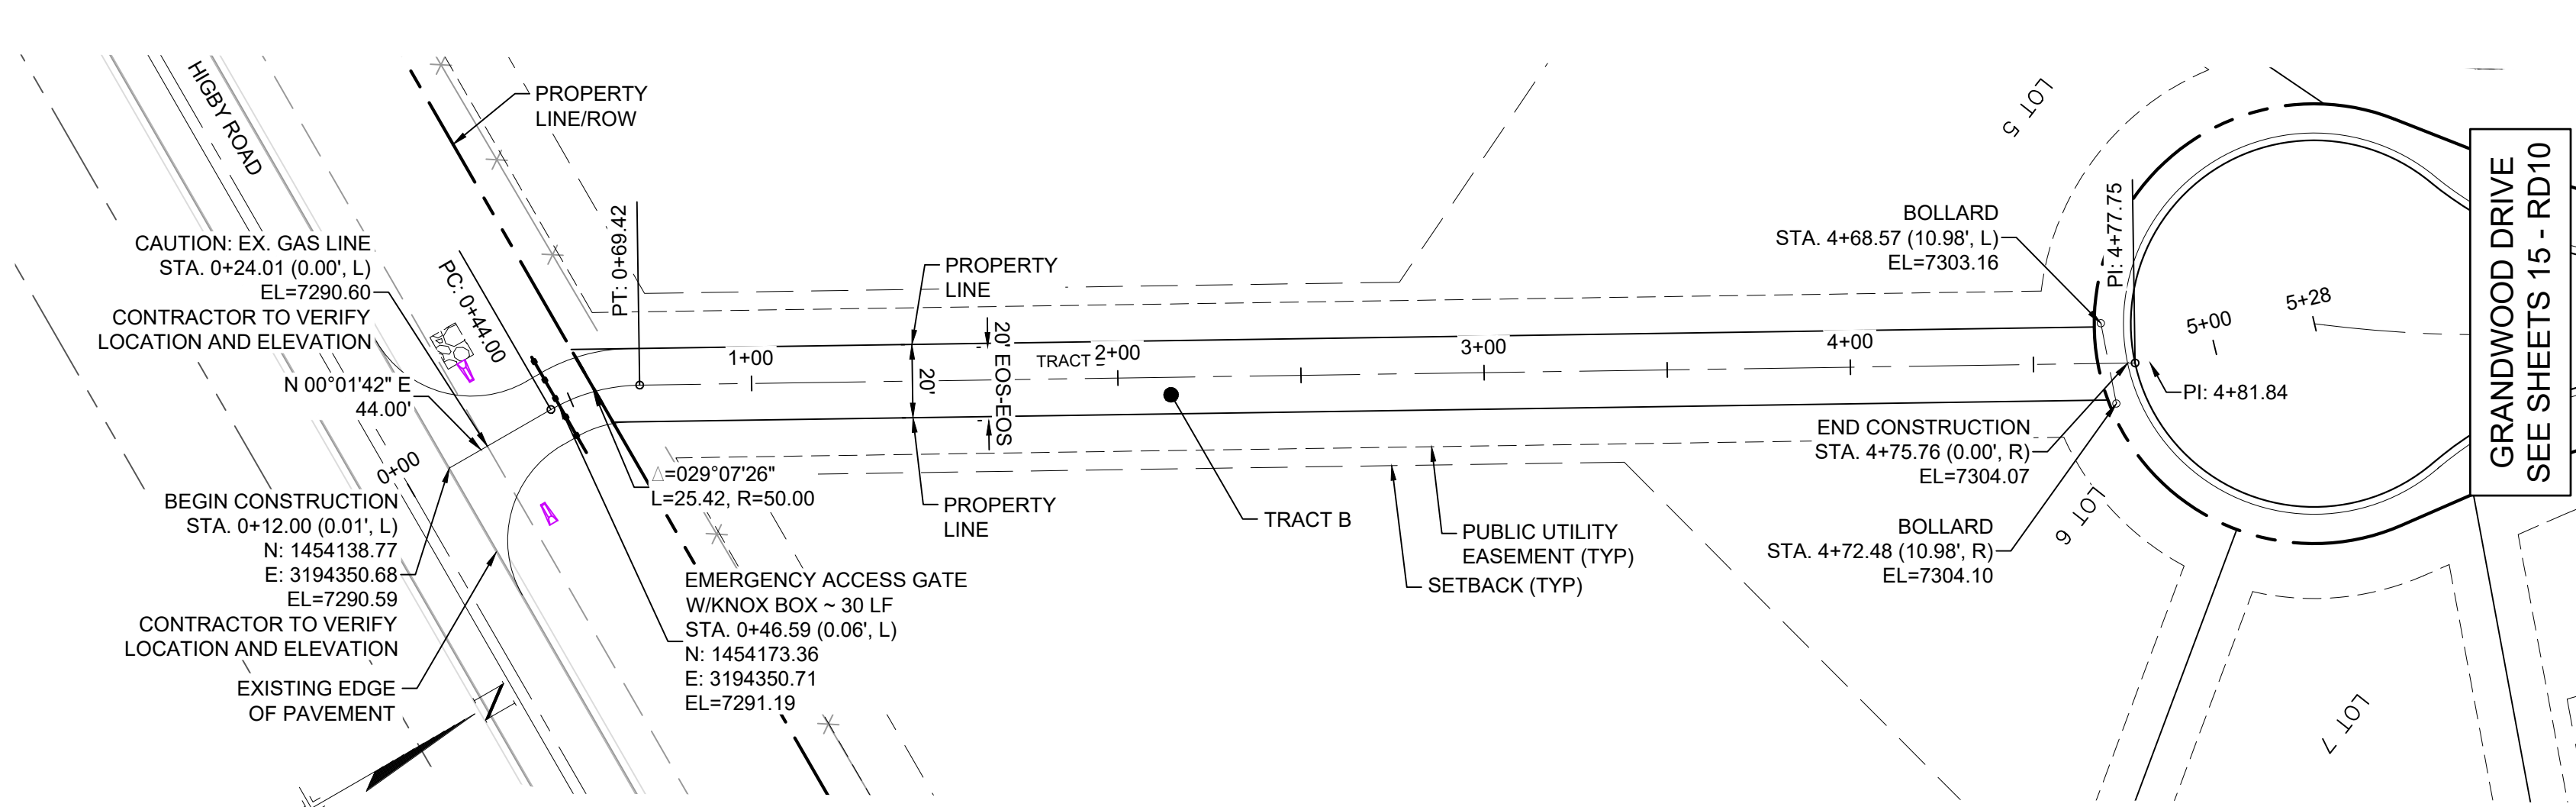 HIGBY ROAD
PROPERTY
LINE/ROW
CAUTION: EX. GAS LINE
STA. 0+24.01 (0.00', L)
EL=7290.60
CONTRACTOR TO VERIFY
LOCATION AND ELEVATION
PC: 0+44.00
PT: 0+69.42
N 00°01'42" E
44.00'
0+00
BEGIN CONSTRUCTION
STA. 0+12.00 (0.01', L)
N: 1454138.77
E: 3194350.68
EL=7290.59
CONTRACTOR TO VERIFY
LOCATION AND ELEVATION
EXISTING EDGE
OF PAVEMENT
N
△=029°07'26"
L=25.42, R=50.00
EMERGENCY ACCESS GATE
W/KNOX BOX ~ 30 LF
STA. 0+46.59 (0.06', L)
N: 1454173.36
E: 3194350.71
EL=7291.19
1+00
PROPERTY
LINE
20'
20' EOS-EOS
PROPERTY
LINE
TRACT
2+00
3+00
4+00
TRACT B
PUBLIC UTILITY
EASEMENT (TYP)
SETBACK (TYP)
LOT 5
BOLLARD
STA. 4+68.57 (10.98', L)
EL=7303.16
PI: 4+77.75
5+00
5+28
PI: 4+81.84
END CONSTRUCTION
STA. 4+75.76 (0.00', R)
EL=7304.07
LOT 6
BOLLARD
STA. 4+72.48 (10.98', R)
EL=7304.10
LOT 7
GRANDWOOD DRIVE
SEE SHEETS 15 - RD10